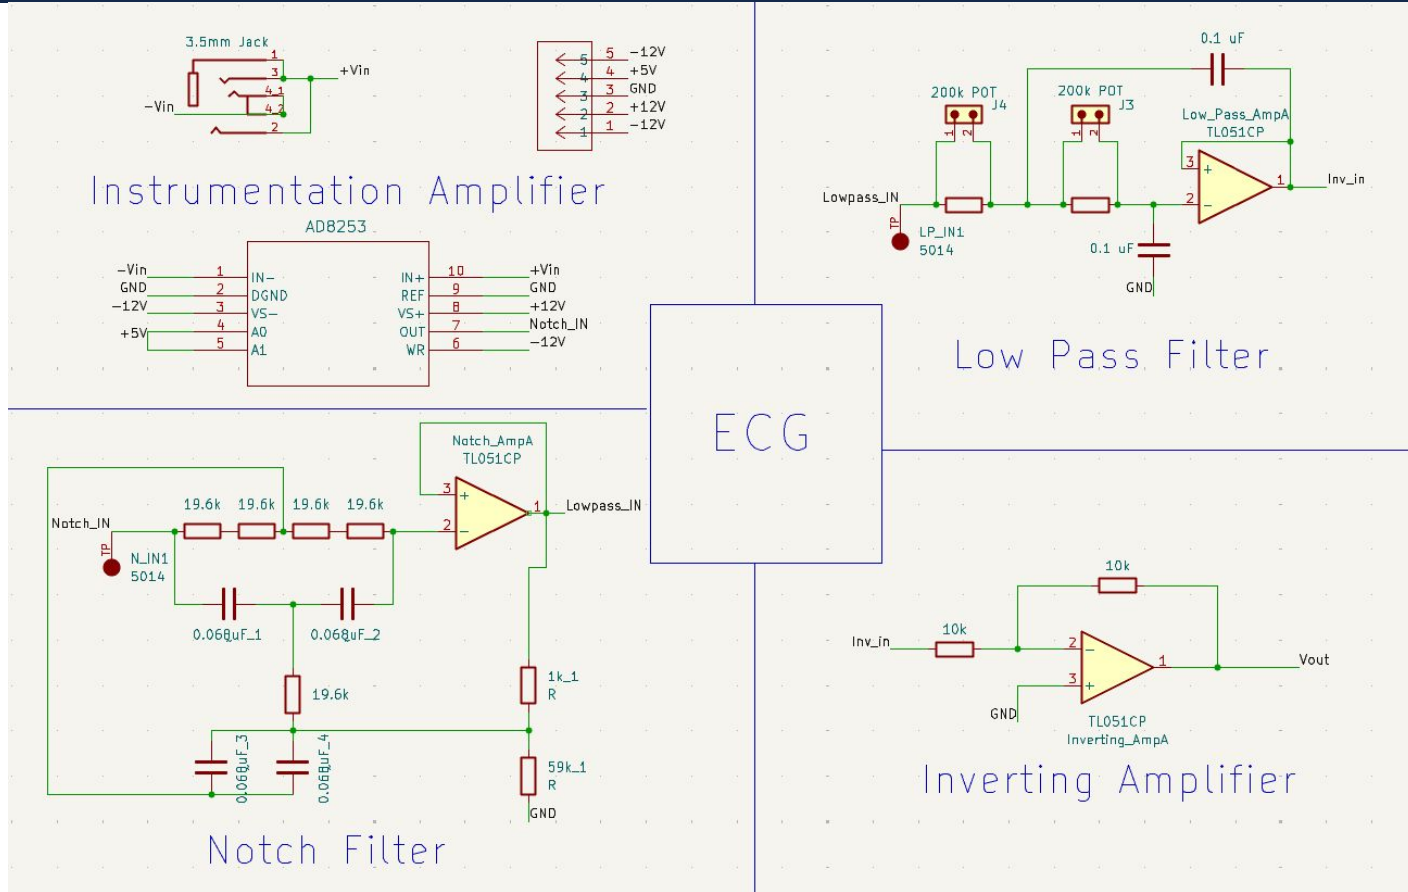 3.5mm Jack
1
3
4_1
4_2
2
+Vin
-Vin
5 5 -12V
4 4 +5V
3 3 GND
2 2 +12V
1 1 -12V
Instrumentation Amplifier
AD8253
-Vin 1 IN- IN+ 10 +Vin
GND 2 DGND REF 9 GND
-12V 3 VS- VS+ 8 +12V
+5V 4 A0 OUT 7 Notch_IN
5 A1 WR 6 -12V
0.1 uF
200k POT
J4
1 2
200k POT
J3
1 2
Low_Pass_AmpA
TL051CP
3 +
2 -
1
Inv_in
Lowpass_IN
TP
LP_IN1
5014
0.1 uF
GND
Low Pass Filter
ECG
Notch_AmpA
TL051CP
3 +
2 -
1
Lowpass_IN
19.6k 19.6k 19.6k 19.6k
Notch_IN
TP
N_IN1
5014
0.068uF_1
0.068uF_2
19.6k
0.068uF_3
0.068uF_4
1k_1
R
59k_1
R
GND
Notch Filter
10k
Inv_in
10k
2 -
3 +
1
Vout
GND
TL051CP
Inverting_AmpA
Inverting Amplifier